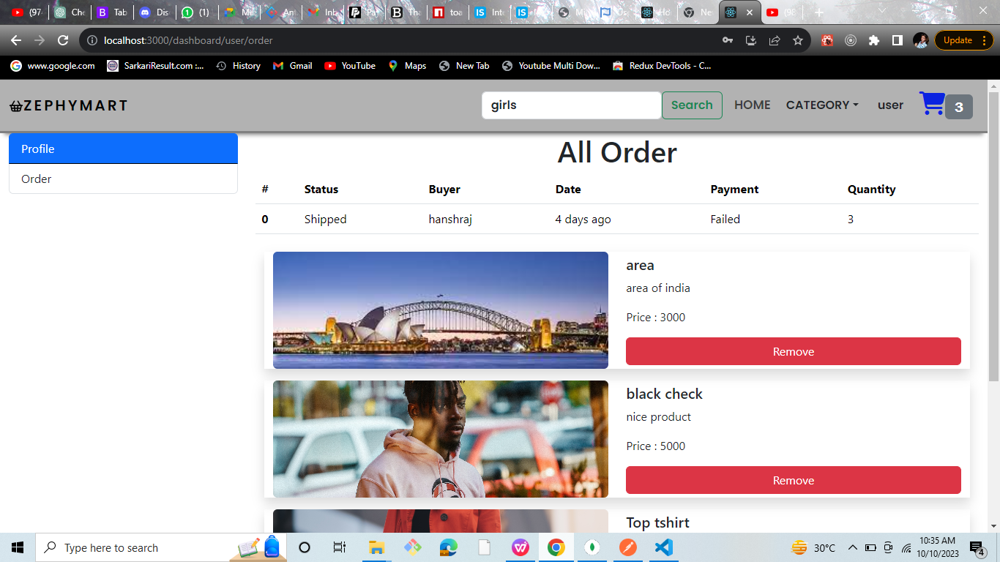 (97
Che
Tab
Dis
(1)
Me
Ant
Inb
Pa
Tha
toa
Inte
Ho
Ne
(98
localhost:3000/dashboard/user/order
Update
www.google.com
SarkariResult.com :...
History
Gmail
YouTube
Maps
New Tab
Youtube Multi Dow...
Redux DevTools - C...
ZEPHYMART
girls
Search
HOME
CATEGORY
user
3
Profile
Order
All Order
# Status Buyer Date Payment Quantity
0 Shipped hanshraj 4 days ago Failed 3
area
area of india
Price : 3000
Remove
black check
nice product
Price : 5000
Remove
Top tshirt
Type here to search
30°C
10:35 AM
10/10/2023
4